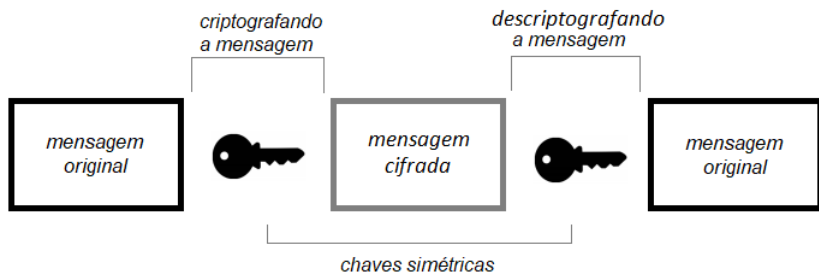 criptografando
a mensagem
descriptografando
a mensagem
mensagem
original
mensagem
cifrada
mensagem
original
chaves simétricas